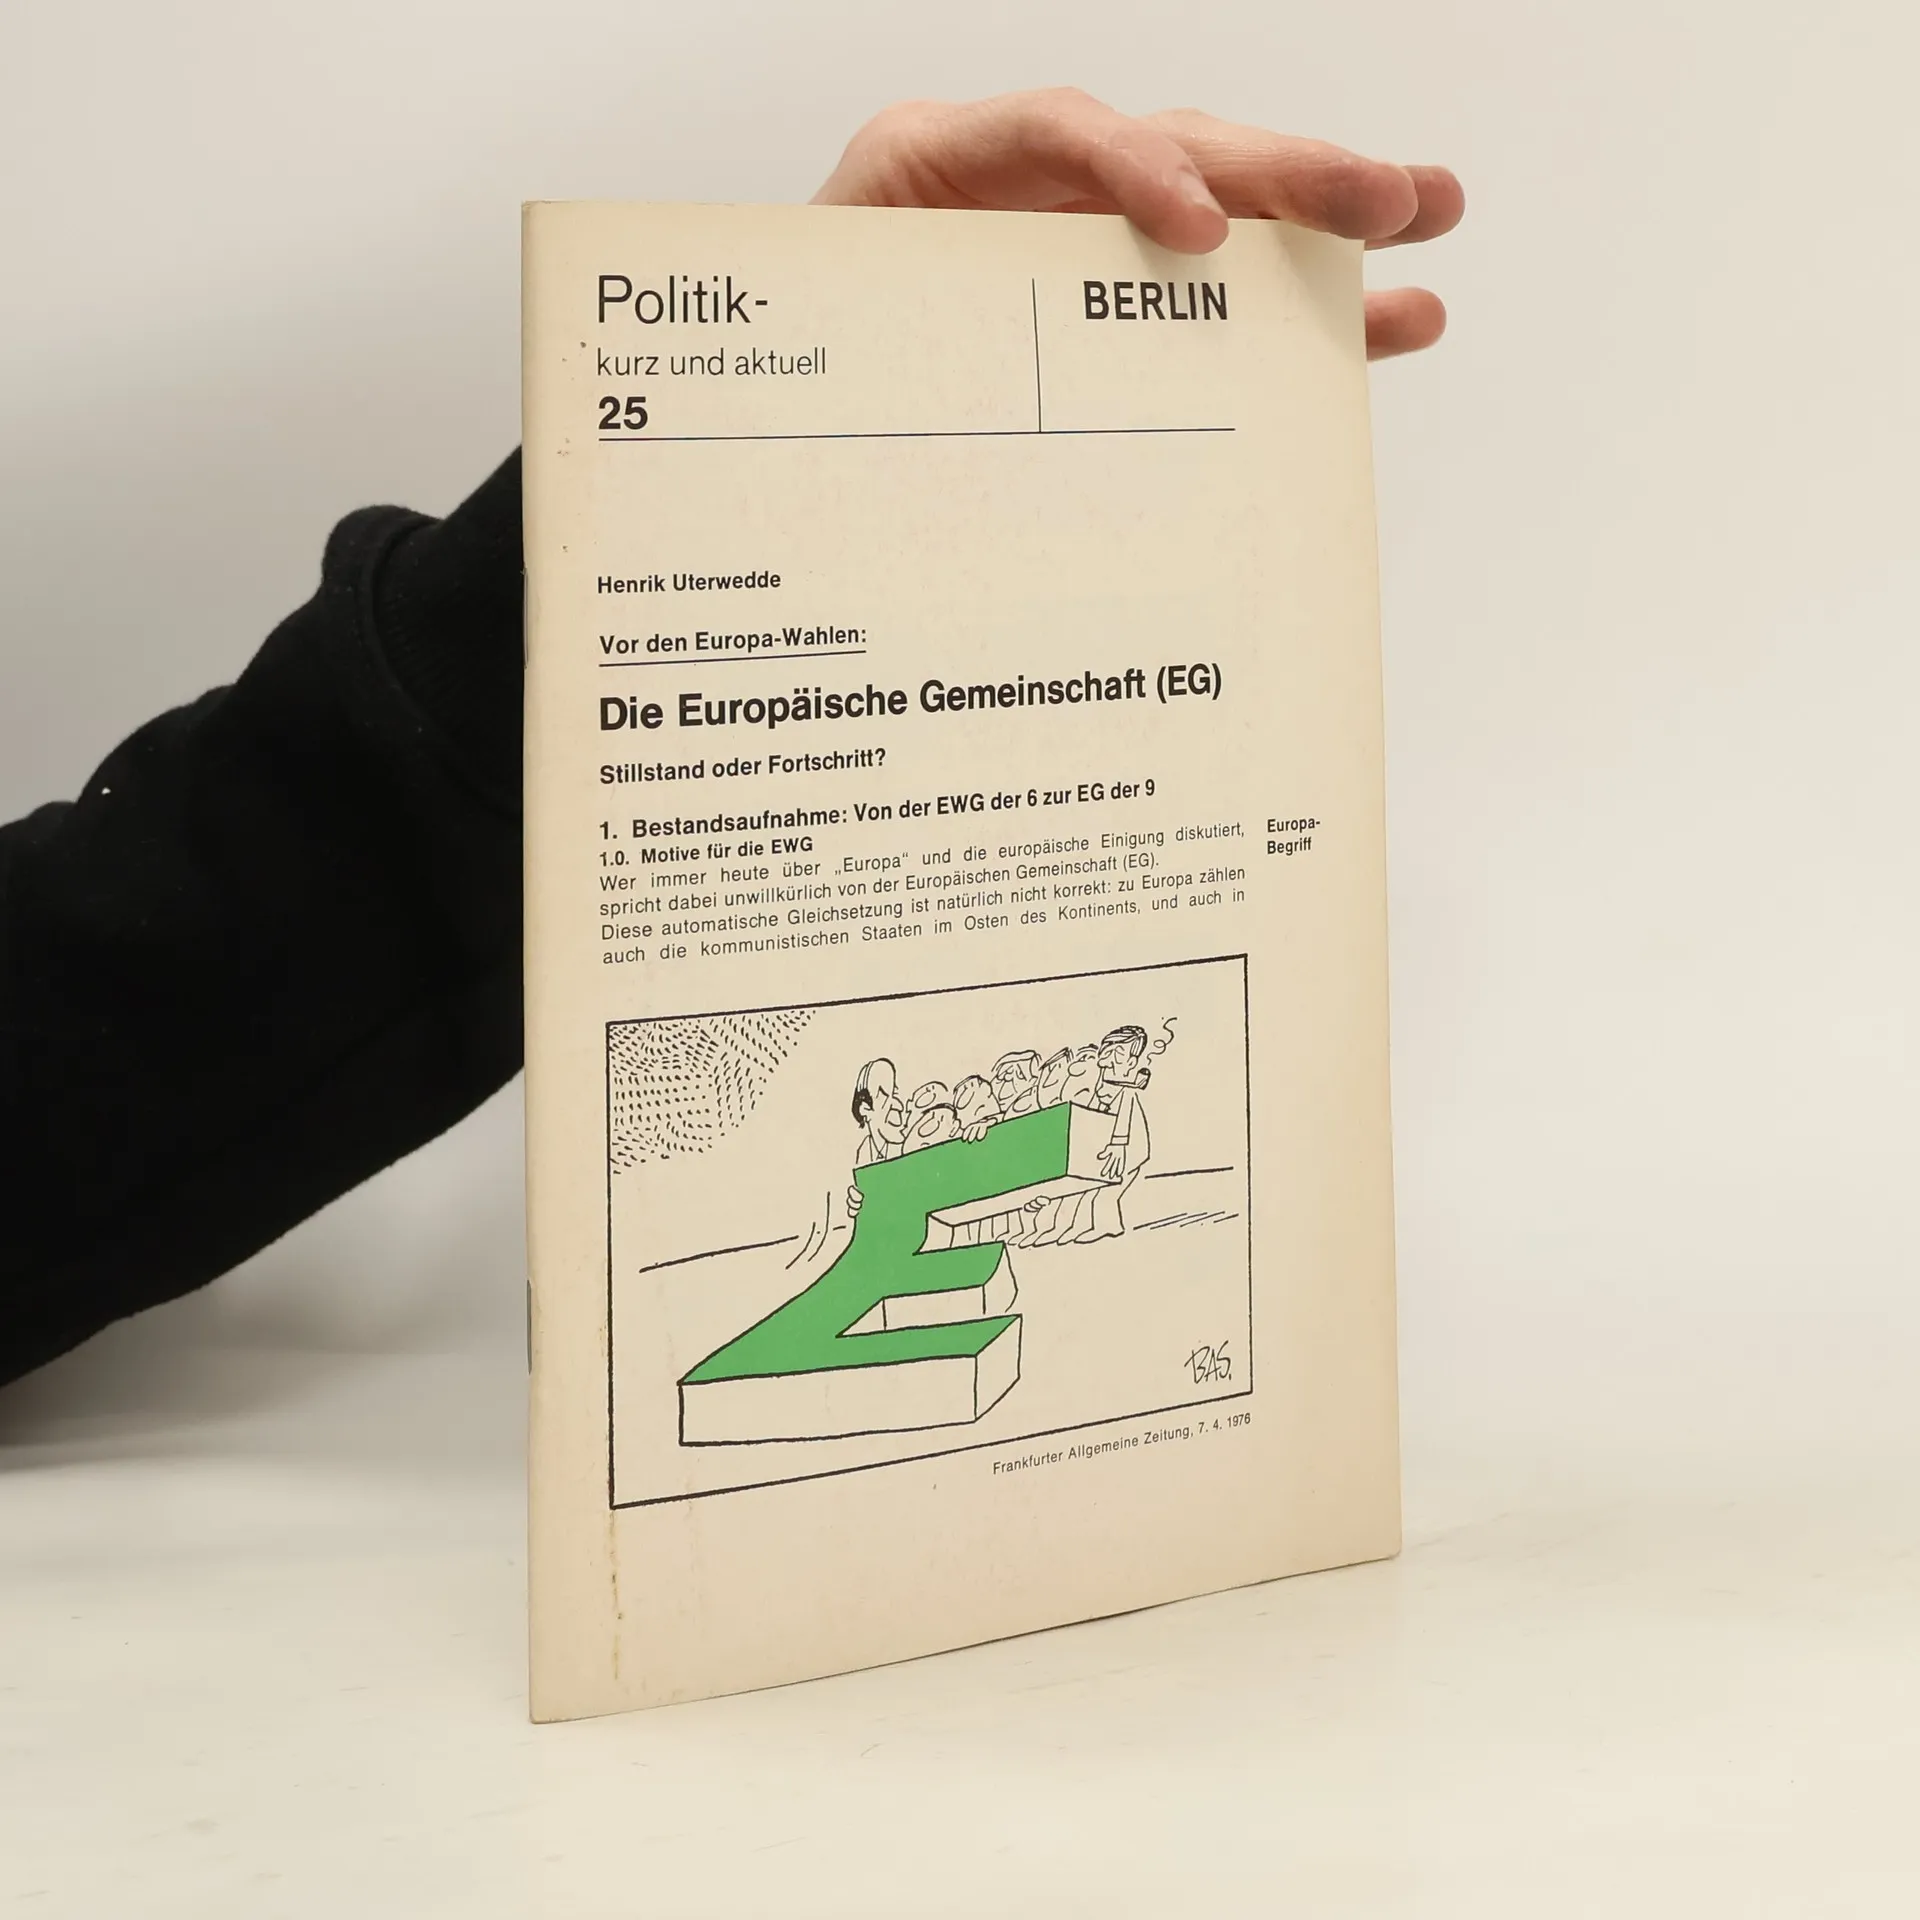 Politik-
kurz und aktuell
25
BERLIN
Henrik Uterwedde
Vor den Europa-Wahlen:
Die Europäische Gemeinschaft (EG)
Stillstand oder Fortschritt?
1. Bestandsaufnahme: Von der EWG der 6 zur EG der 9
1.0. Motive für die EWG
Wer immer heute über „Europa“ und die europäische Einigung diskutiert,
spricht dabei unwillkürlich von der Europäischen Gemeinschaft (EG).
Diese automatische Gleichsetzung ist natürlich nicht korrekt: zu Europa zählen
auch die kommunistischen Staaten im Osten des Kontinents, und auch in
Europa-
Begriff
BAS.
Frankfurter Allgemeine Zeitung, 7. 4. 1976